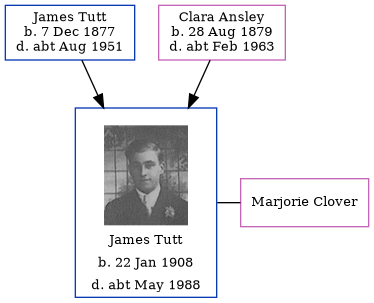 James Tutt
b. 7 Dec 1877
d. abt Aug 1951
Clara Ansley
b. 28 Aug 1879
d. abt Feb 1963
James Tutt
b. 22 Jan 1908
d. abt May 1988
Marjorie Clover